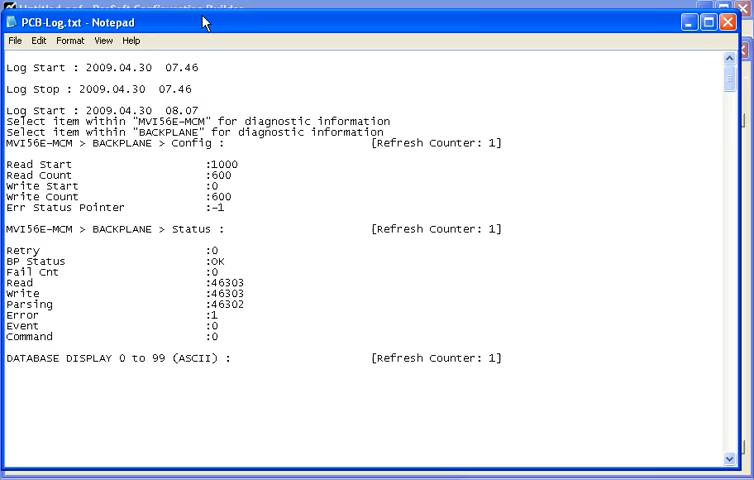 PCB-Log.txt - Notepad
File Edit Format View Help
Log Start : 2009.04.30 07.46
Log Stop : 2009.04.30 07.46
Log Start : 2009.04.30 08.07
Select item within "MVI56E-MCM" for diagnostic information
Select item within "BACKPLANE" for diagnostic information
MVI56E-MCM > BACKPLANE > Config : [Refresh Counter: 1]
Read Start :1000
Read Count :600
Write Start :0
Write Count :600
Err Status Pointer :-1
MVI56E-MCM > BACKPLANE > Status : [Refresh Counter: 1]
Retry :0
BP Status :OK
Fail Cnt :0
Read :46303
Write :46303
Parsing :46302
Error :1
Event :0
Command :0
DATABASE DISPLAY 0 to 99 (ASCII) : [Refresh Counter: 1]